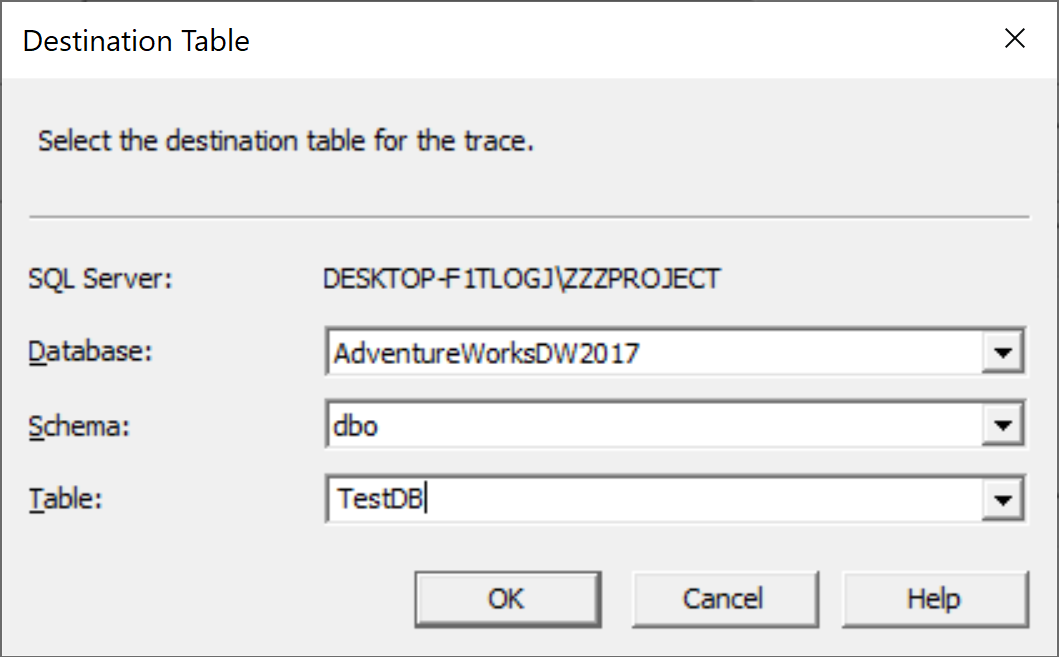 Destination Table
Select the destination table for the trace.
SQL Server: DESKTOP-F1TLOGJ\ZZZPROJECT
Database: AdventureWorksDW2017
Schema: dbo
Table: TestDB
OK Cancel Help